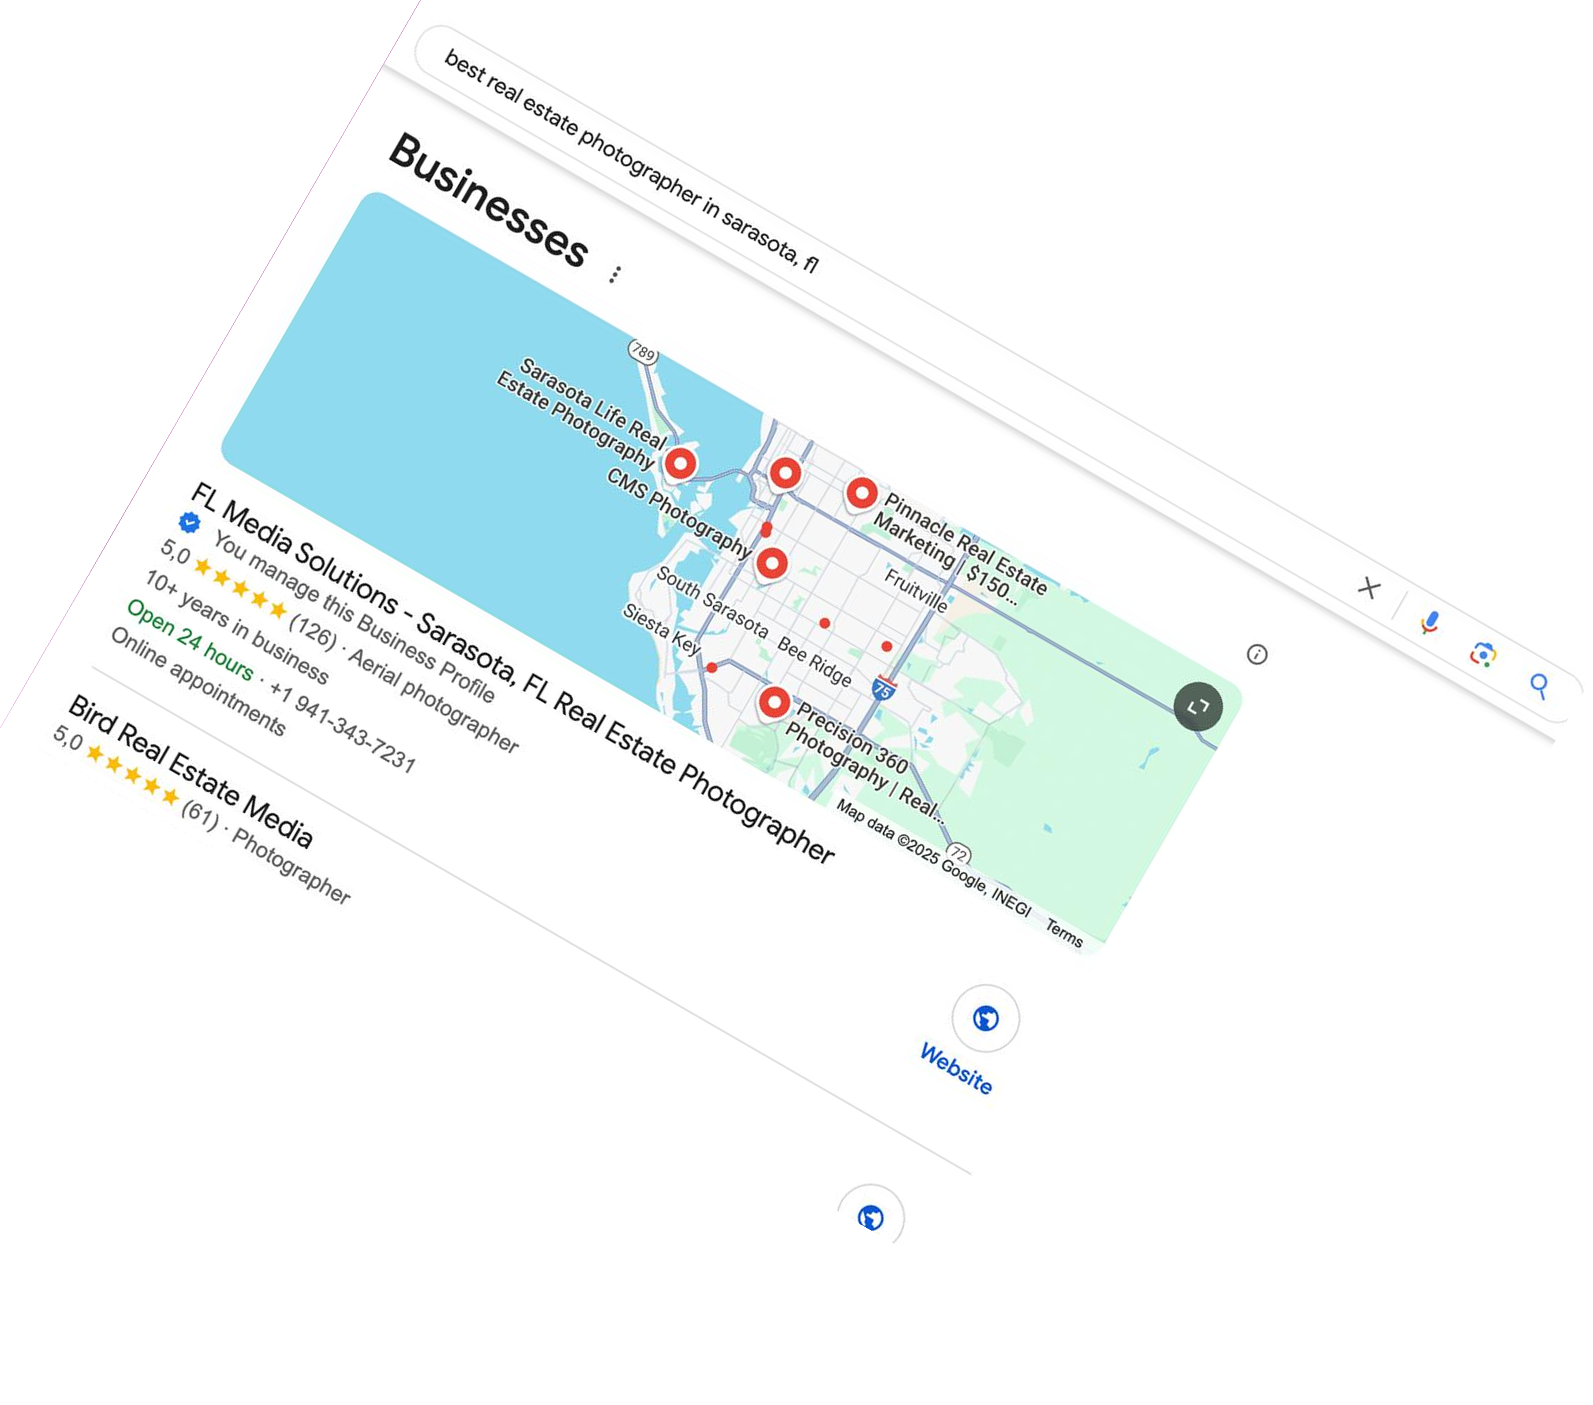 best real estate photographer in sarasota, fl
Businesses
789
Sarasota Life Real
Estate Photography
CMS Photography
Pinnacle Real Estate
Marketing | $150...
Fruitville
South Sarasota
Siesta Key
Bee Ridge
75
Precision 360
Photography | Real...
72
Map data ©2025 Google, INEGI Terms
FL Media Solutions - Sarasota, FL Real Estate Photographer
You manage this Business Profile
5,0 (126) · Aerial photographer
10+ years in business
Open 24 hours · +1 941-343-7231
Online appointments
Website
Bird Real Estate Media
5,0 (61) · Photographer